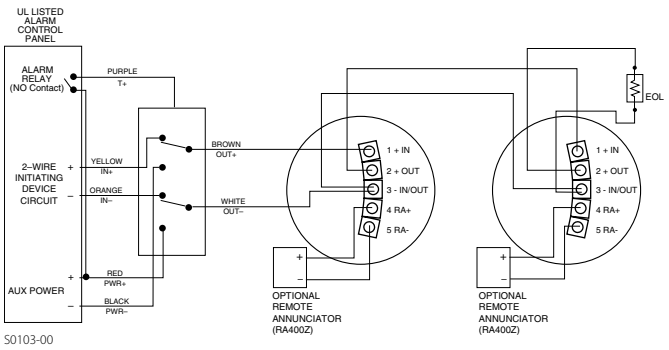 UL LISTED
ALARM
CONTROL
PANEL
ALARM
RELAY
(NO Contact)
PURPLE
T+
2–WIRE
INITIATING
DEVICE
CIRCUIT
+
YELLOW
IN+
–
ORANGE
IN–
BROWN
OUT+
WHITE
OUT–
AUX POWER
+
RED
PWR+
–
BLACK
PWR–
1 + IN
2 + OUT
3 - IN/OUT
4 RA+
5 RA-
+
–
OPTIONAL
REMOTE
ANNUNCIATOR
(RA400Z)
EOL
1 + IN
2 + OUT
3 - IN/OUT
4 RA+
5 RA-
+
–
OPTIONAL
REMOTE
ANNUNCIATOR
(RA400Z)
S0103-00